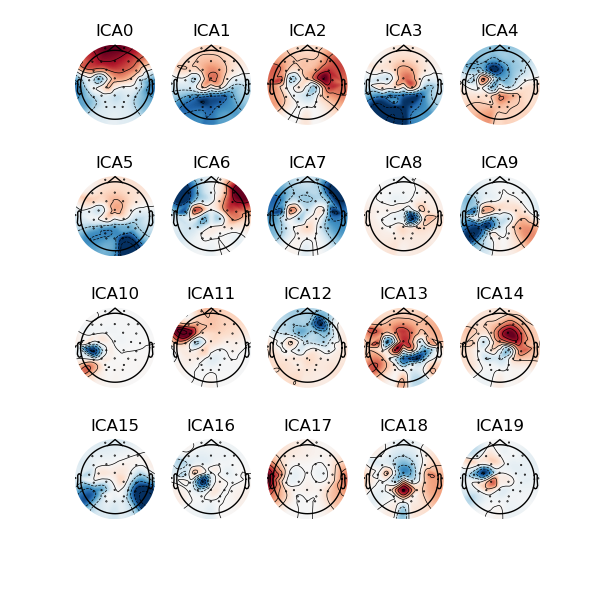 ICA0 ICA1 ICA2 ICA3 ICA4
ICA5 ICA6 ICA7 ICA8 ICA9
ICA10 ICA11 ICA12 ICA13 ICA14
ICA15 ICA16 ICA17 ICA18 ICA19